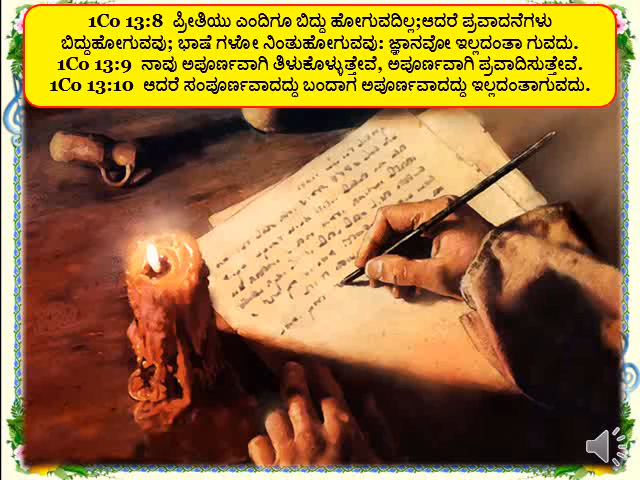 1Co 13:8 ಪ್ರೀತಿಯು ಎಂದಿಗೂ ಬಿದ್ದು ಹೋಗುವದಿಲ್ಲ;ಆದರೆ ಪ್ರವಾದನೆಗಳು
ಬಿದ್ದುಹೋಗುವವು; ಭಾಷೆ ಗಳೋ ನಿಂತುಹೋಗುವವು: ಜ್ಞಾನವೋ ಇಲ್ಲದಂತಾ ಗುವದು.
1Co 13:9 ನಾವು ಅಪೂರ್ಣವಾಗಿ ತಿಳುಕೊಳ್ಳುತ್ತೇವೆ, ಅಪೂರ್ಣವಾಗಿ ಪ್ರವಾದಿಸುತ್ತೇವೆ.
1Co 13:10 ಆದರೆ ಸಂಪೂರ್ಣವಾದದ್ದು ಬಂದಾಗ ಅಪೂರ್ಣವಾದದ್ದು ಇಲ್ಲದಂತಾಗುವದು.